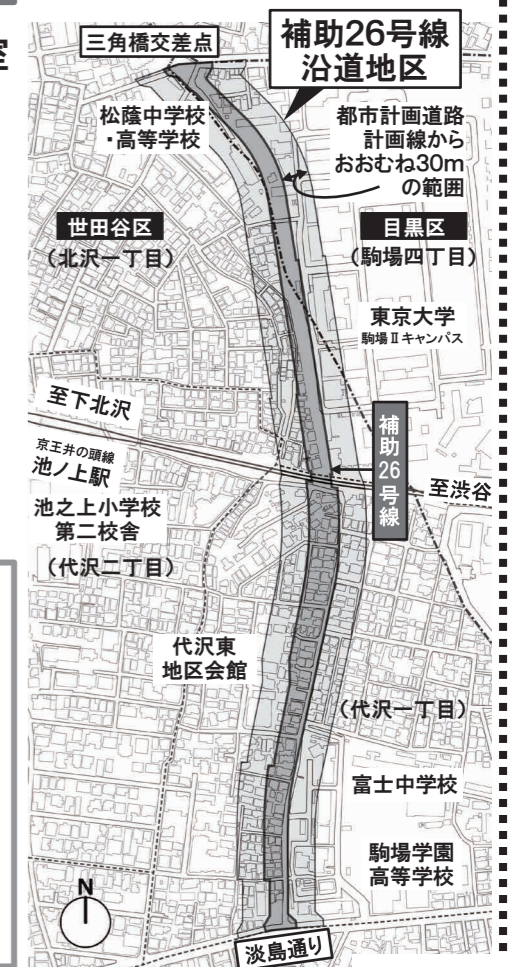 室
三角橋交差点
補助26号線
沿道地区
松蔭中学校
・高等学校
都市計画道路
計画線から
おおむね30m
の範囲
世田谷区
（北沢一丁目）
目黒区
（駒場四丁目）
東京大学
駒場Ⅱキャンパス
至下北沢
補助26号線
京王井の頭線
池ノ上駅
至渋谷
池之上小学校
第二校舎
（代沢二丁目）
代沢東
地区会館
（代沢一丁目）
富士中学校
駒場学園
高等学校
N
淡島通り